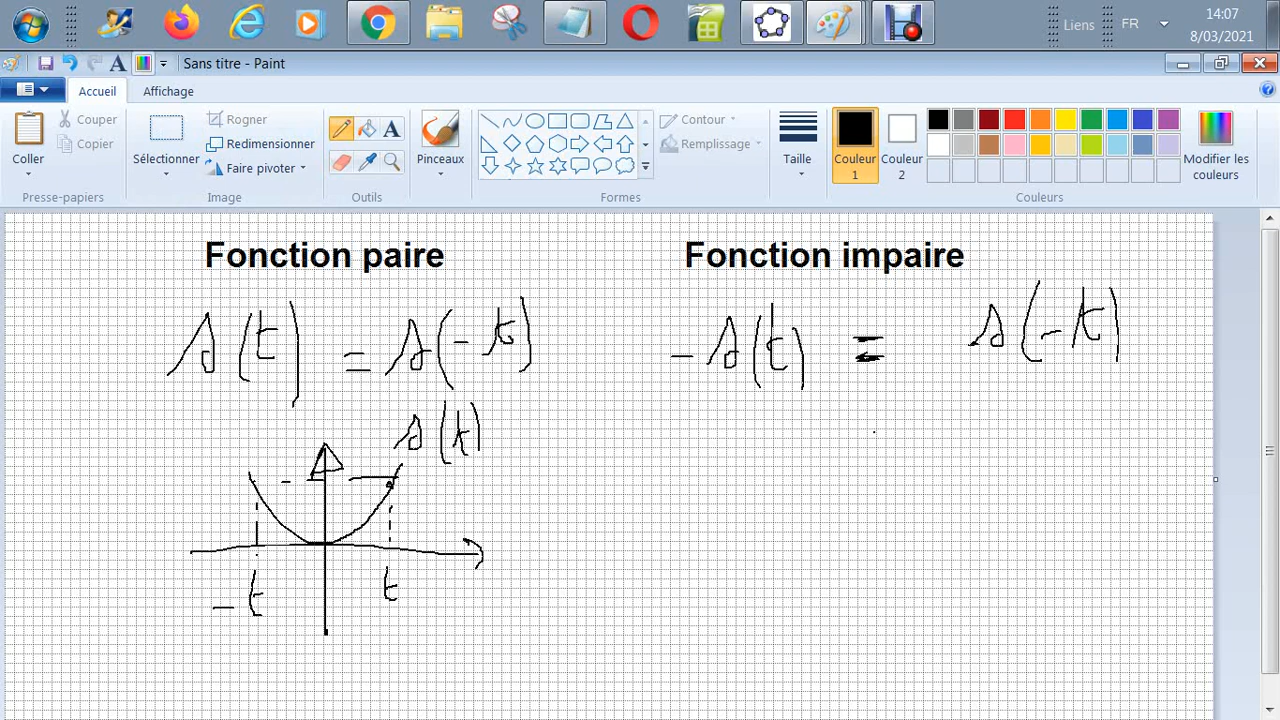 14:07
Liens FR
8/03/2021
Sans titre - Paint
Accueil Affichage
Couper
Copier
Coller
Presse-papiers
Sélectionner
Rogner
Redimensionner
Faire pivoter
Image
A
Outils
Pinceaux
Contour
Remplissage
Formes
Taille
Couleur
1
Couleur
2
Modifier les
couleurs
Couleurs
Fonction paire Fonction impaire
s(t) = s(-t) -s(t) = s(-t)
s(t)
-t t